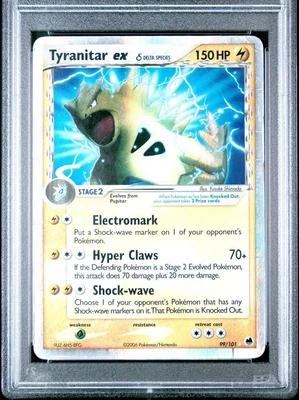 Tyranitar ex δ DELTA SPECIES 150 HP
Illus. Yusuke Shimada
STAGE 2 Evolves from Pupitar
When Pokémon-ex has been Knocked Out, your opponent takes 2 Prize cards.
Electromark
Put a Shock-wave marker on 1 of your opponent's
Pokémon.
Hyper Claws 70+
If the Defending Pokémon is a Stage 2 Evolved Pokémon,
this attack does 70 damage plus 20 more damage.
Shock-wave
Choose 1 of your opponent's Pokémon that has any
Shock-wave markers on it. That Pokémon is Knocked Out.
weakness resistance retreat cost
©2006 Pokémon/Nintendo 99/101